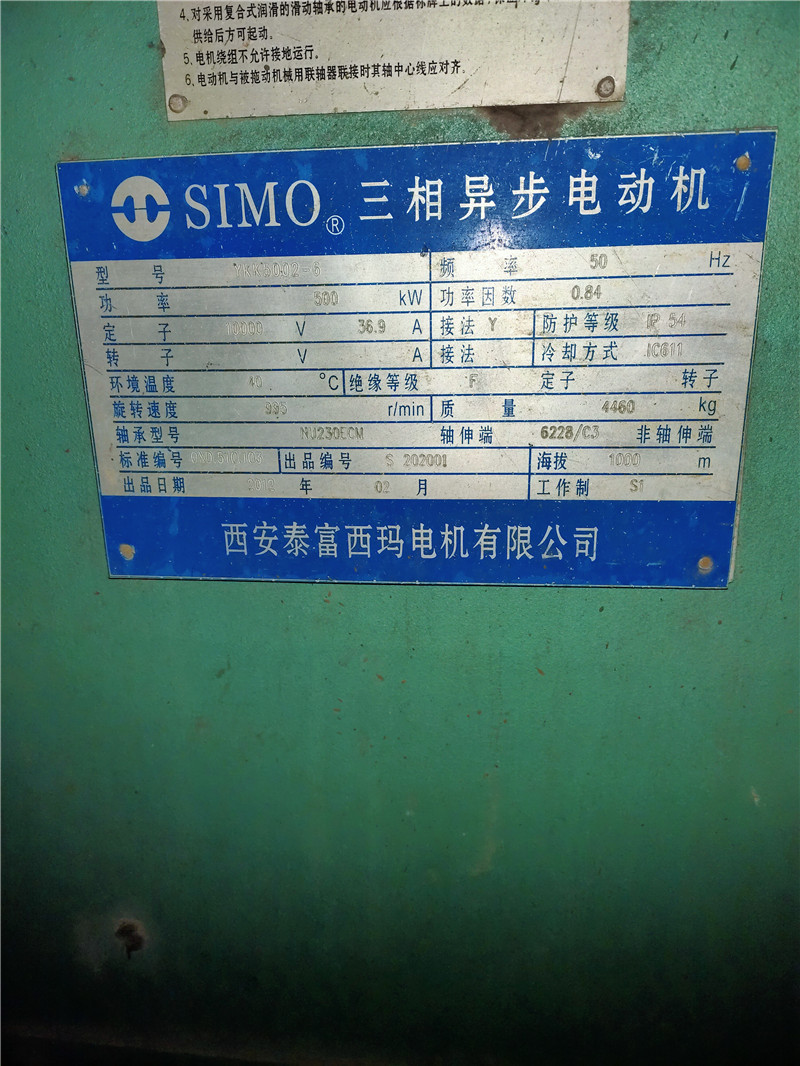 4.对采用复合式润滑的滑动轴承的电动机应根据标牌上的数据,
供给后方可起动。
5.电机绕组不允许接地运行。
6.电动机与被拖动机械用联轴器联接时其轴中心线应对齐。
SIMO® 三相异步电动机
型号 YKK5002-6 频率 50 Hz
功率 500 kW 功率因数 0.84
定子 10000 V 36.9 A 接法 Y 防护等级 IP 54
转子 V A 接法 冷却方式 IC611
环境温度 40 °C 绝缘等级 F 定子 转子
旋转速度 995 r/min 质量 4460 kg
轴承型号 NU230ECM 轴伸端 6228/C3 非轴伸端
标准编号 出品编号 S 202001 海拔 1000 m
出品日期 年 02 月 工作制 S1
西安泰富西玛电机有限公司